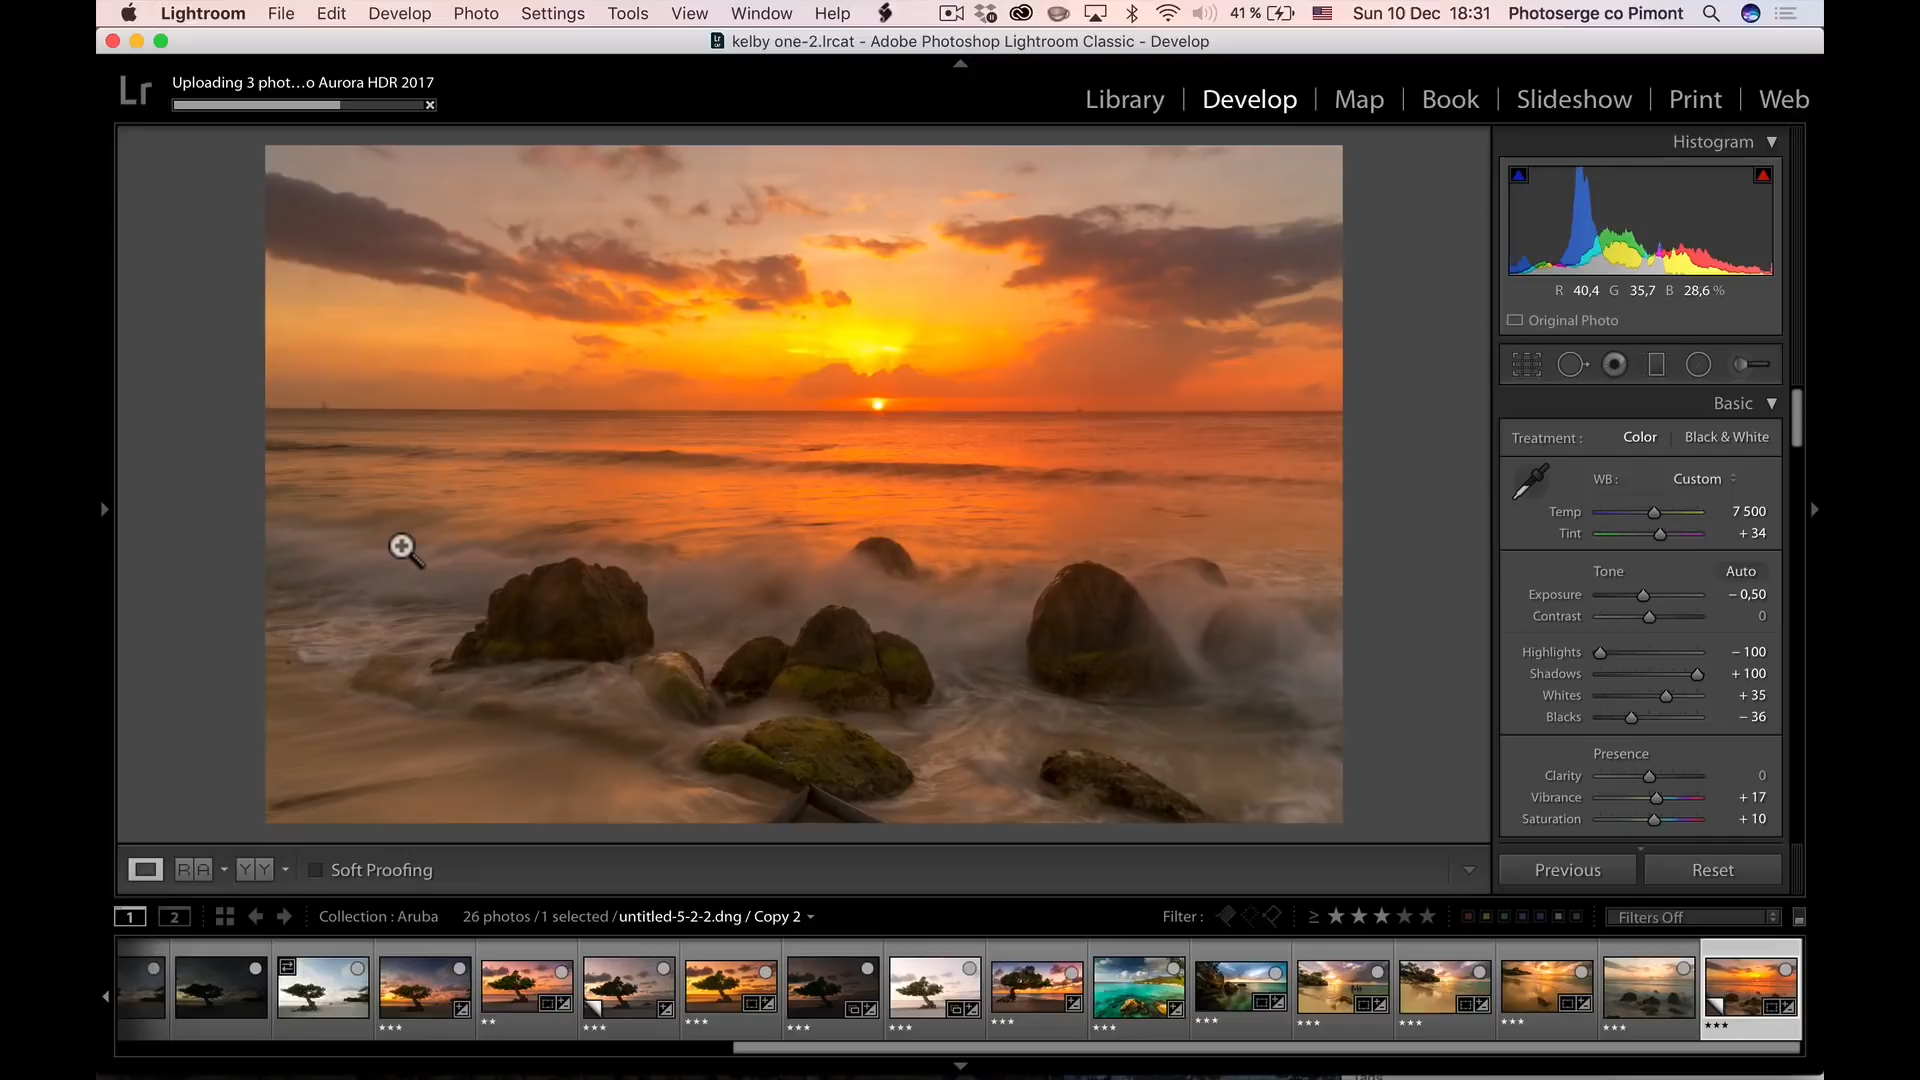 Lightroom File Edit Develop Photo Settings Tools View Window Help 41 % Sun 10 Dec 18:31 Photoserge co Pimont
Lr kelby one-2.lrcat - Adobe Photoshop Lightroom Classic - Develop
Lr
Uploading 3 phot…o Aurora HDR 2017
Library | Develop | Map | Book | Slideshow | Print | Web
Histogram
R 40,4 G 35,7 B 28,6 %
Original Photo
Basic
Treatment : Color Black & White
WB : Custom
Temp 7 500
Tint + 34
Tone Auto
Exposure − 0,50
Contrast 0
Highlights − 100
Shadows + 100
Whites + 35
Blacks − 36
Presence
Clarity 0
Vibrance + 17
Saturation + 10
Previous Reset
R A Y Y Soft Proofing
1 2 Collection : Aruba 26 photos / 1 selected / untitled-5-2-2.dng / Copy 2 Filter : ≥ ★★★★★ Filters Off